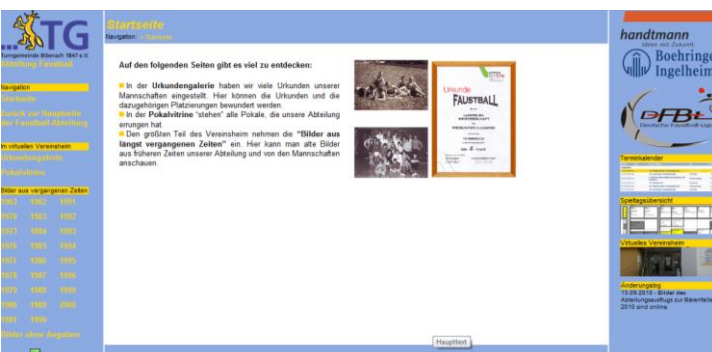 ...TG
Turngemeinde Biberach 1847 e.V.
Abteilung Faustball
Navigation
Startseite
Zurück zur Hauptseite
der Faustball Abteilung
Im virtuellen Vereinsheim
Urkundengalerie
Pokalvitrine
Bilder aus vergangenen Zeiten
1982 1991
1970 1983 1992
1973 1984 1993
1976 1985 1994
1977 1986 1995
1978 1987 1996
1979 1988 1999
1980 1989 2000
1981 1990
Bilder ohne Angaben
Startseite
Navigation: > Startseite
Auf den folgenden Seiten gibt es viel zu entdecken:
In der Urkundengalerie haben wir viele Urkunden unserer
Mannschaften eingestellt. Hier können die Urkunden und die
dazugehörigen Platzierungen bewundert werden.
In der Pokalvitrine "stehen" alle Pokale, die unsere Abteilung
errungen hat.
Den größten Teil des Vereinsheim nehmen die "Bilder aus
längst vergangenen Zeiten" ein. Hier kann man alte Bilder
aus früheren Zeiten unserer Abteilung und von den Mannschaften
anschauen.
Urkunde
FAUSTBALL
Haupttext
handtmann
Ideen mit Zukunft.
Boehringe
Ingelheim
DFBL
Deutsche Faustball-Liga
Terminkalender
Spieltagsübersicht
Virtuelles Vereinsheim
Änderungslog
13.09.2010 - Bilder des
Abteilungsausflugs zur Bärenfalle
2010 sind online